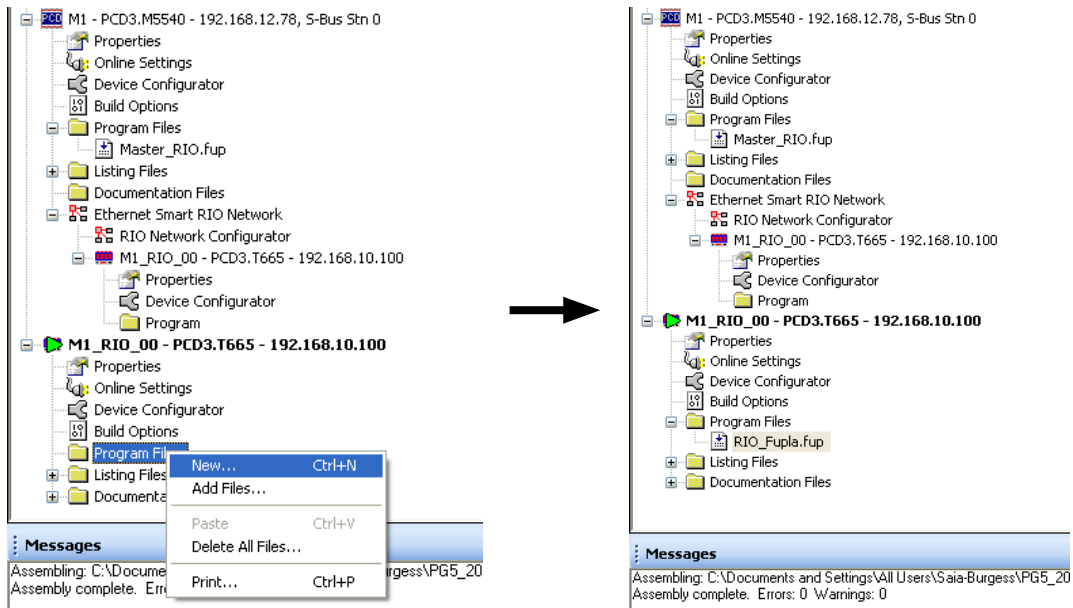 M1 - PCD3.M5540 - 192.168.12.78, S-Bus Stn 0
Properties
Online Settings
Device Configurator
Build Options
Program Files
Master_RIO.fup
Listing Files
Documentation Files
Ethernet Smart RIO Network
RIO Network Configurator
M1_RIO_00 - PCD3.T665 - 192.168.10.100
Properties
Device Configurator
Program
M1_RIO_00 - PCD3.T665 - 192.168.10.100
Properties
Online Settings
Device Configurator
Build Options
Program Fil
Listing Files
Documenta
New... Ctrl+N
Add Files...
Paste Ctrl+V
Delete All Files...
Print... Ctrl+P
Messages
Assembling: C:\Docume rgess\PG5_20
Assembly complete. Erro
PCD M1 - PCD3.M5540 - 192.168.12.78, S-Bus Stn 0
Properties
Online Settings
Device Configurator
Build Options
Program Files
Master_RIO.fup
Listing Files
Documentation Files
Ethernet Smart RIO Network
RIO Network Configurator
M1_RIO_00 - PCD3.T665 - 192.168.10.100
Properties
Device Configurator
Program
M1_RIO_00 - PCD3.T665 - 192.168.10.100
Properties
Online Settings
Device Configurator
Build Options
Program Files
RIO_Fupla.fup
Listing Files
Documentation Files
Messages
Assembling: C:\Documents and Settings\All Users\Saia-Burgess\PG5_20
Assembly complete. Errors: 0 Warnings: 0